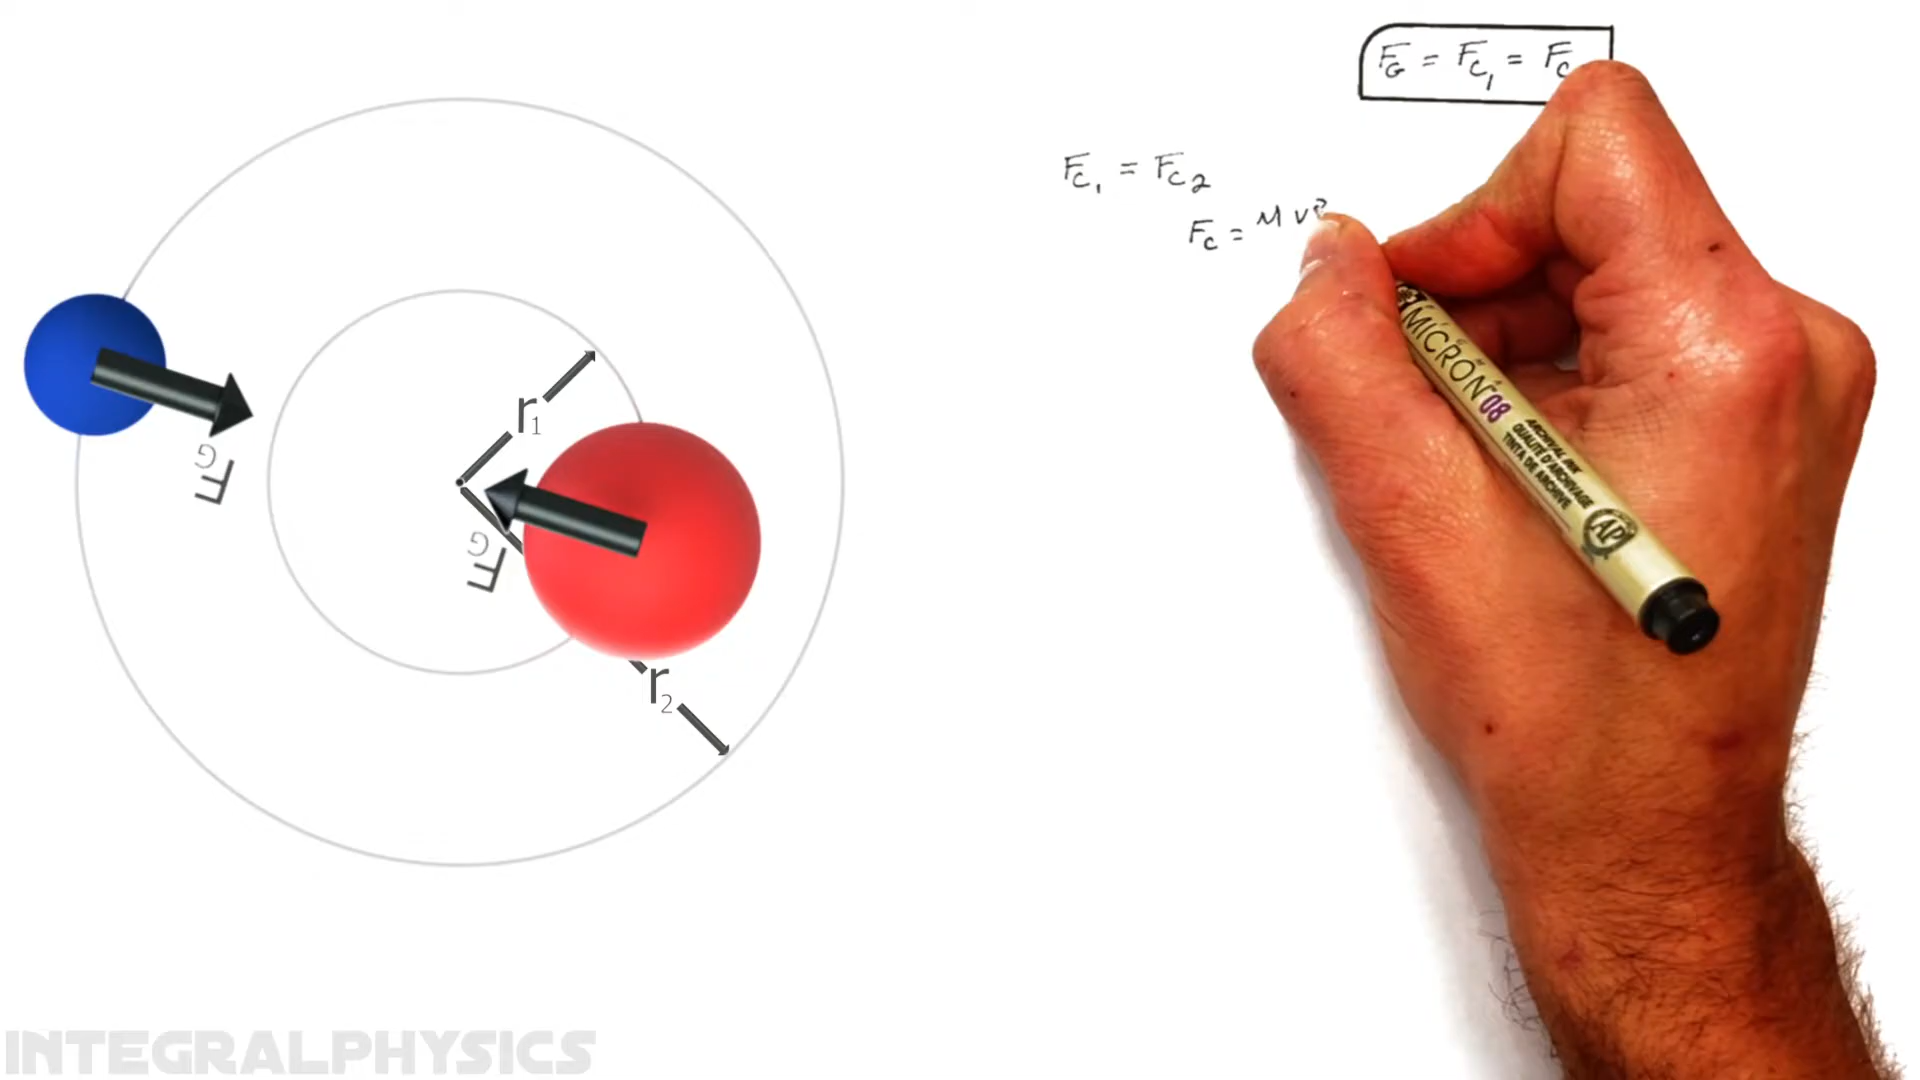 F_G = F_C1 = F_C
F_C1 = F_C2
F_C = M V²
r1
F_G
F_G
r2
MICRON 08
ARCHIVAL INK
QUALITÉ D'ARCHIVAGE
TINTA DE ARCHIVE
AP
INTEGRALPHYSICS